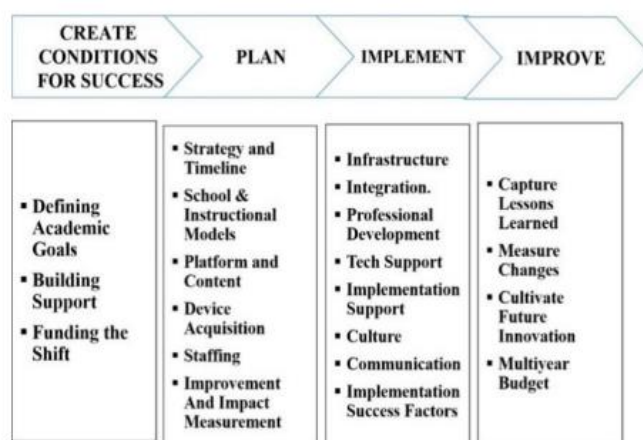 CREATE
CONDITIONS
FOR SUCCESS
PLAN
IMPLEMENT
IMPROVE
▪ Defining
Academic
Goals
▪ Building
Support
▪ Funding the
Shift
▪ Strategy and
Timeline
▪ School &
Instructional
Models
▪ Platform and
Content
▪ Device
Acquisition
▪ Staffing
▪ Improvement
And Impact
Measurement
▪ Infrastructure
▪ Integration.
▪ Professional
Development
▪ Tech Support
▪ Implementation
Support
▪ Culture
▪ Communication
▪ Implementation
Success Factors
▪ Capture
Lessons
Learned
▪ Measure
Changes
▪ Cultivate
Future
Innovation
▪ Multiyear
Budget